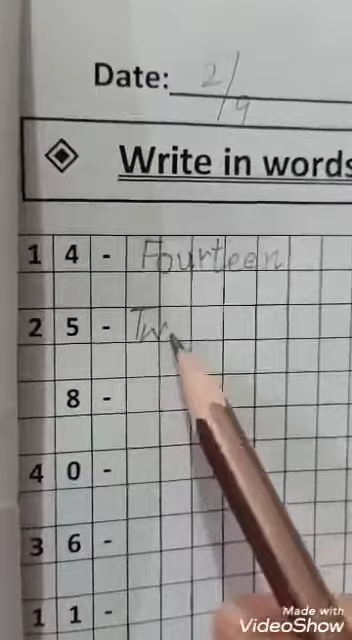 Date: 2/9
Write in words
14 - Fourteen
25 - Tw
8 -
40 -
36 -
11 -
Made with
VideoShow